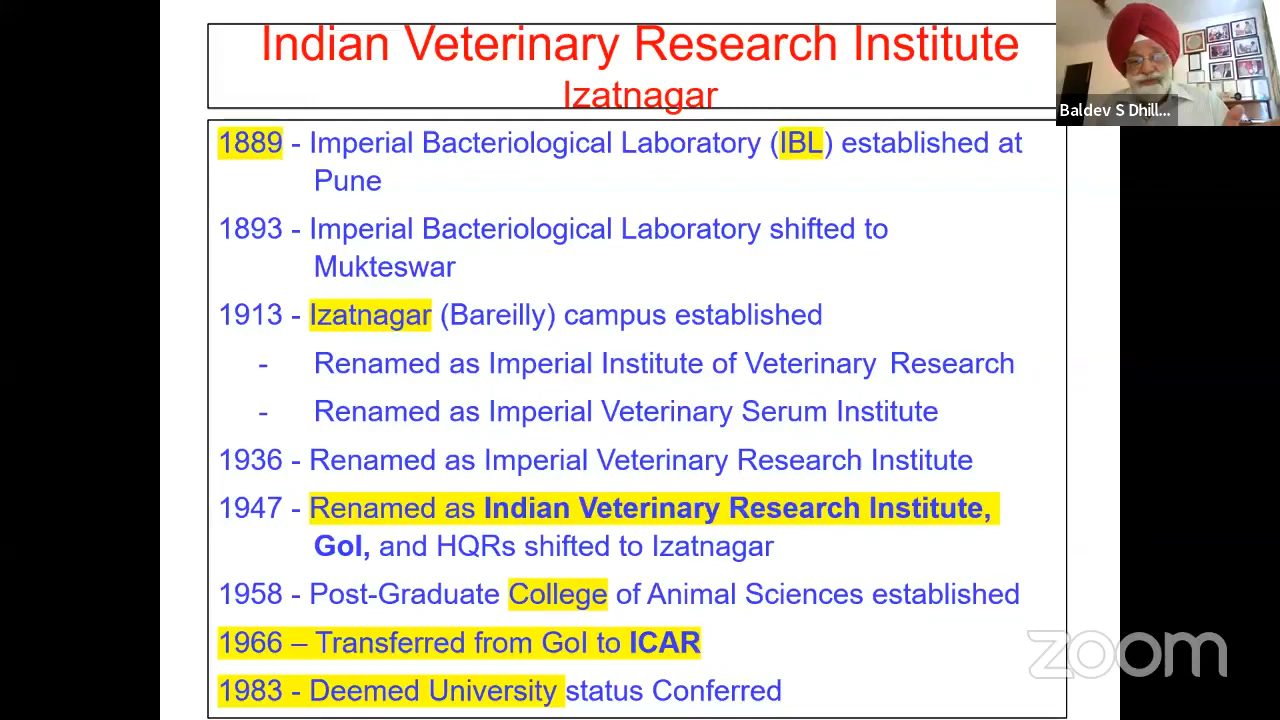 Indian Veterinary Research Institute
Izatnagar
Baldev S Dhill...
1889 - Imperial Bacteriological Laboratory (IBL) established at
Pune
1893 - Imperial Bacteriological Laboratory shifted to
Mukteswar
1913 - Izatnagar (Bareilly) campus established
- Renamed as Imperial Institute of Veterinary Research
- Renamed as Imperial Veterinary Serum Institute
1936 - Renamed as Imperial Veterinary Research Institute
1947 - Renamed as Indian Veterinary Research Institute,
GoI, and HQRs shifted to Izatnagar
1958 - Post-Graduate College of Animal Sciences established
1966 – Transferred from GoI to ICAR
1983 - Deemed University status Conferred
zoom